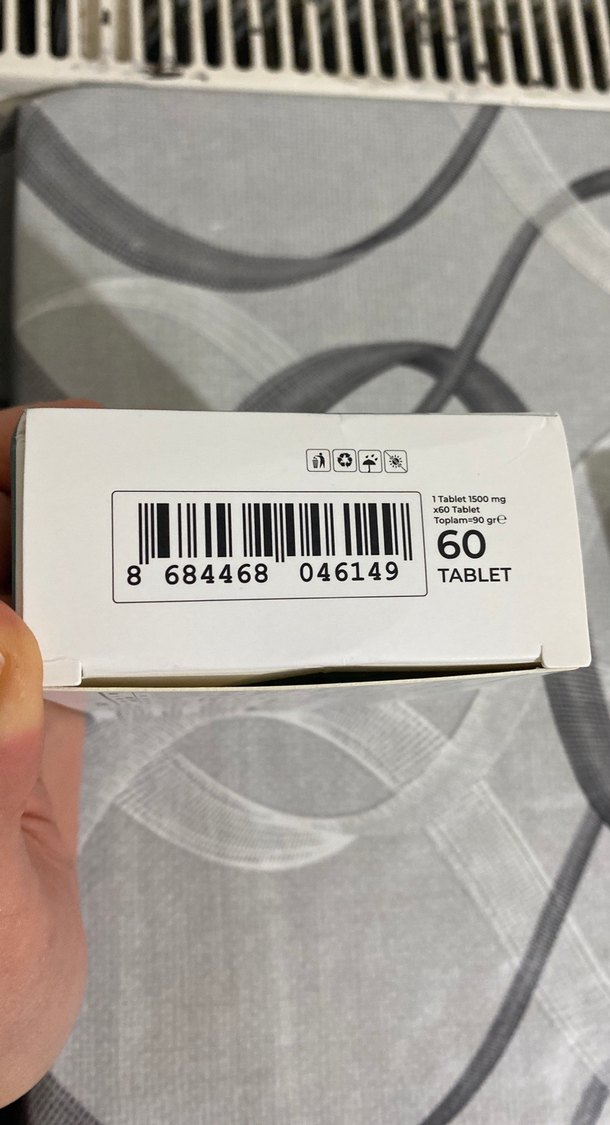 1 Tablet 1500 mg
x60 Tablet
Toplam=90 gr℮
60
TABLET
8 684468 046149